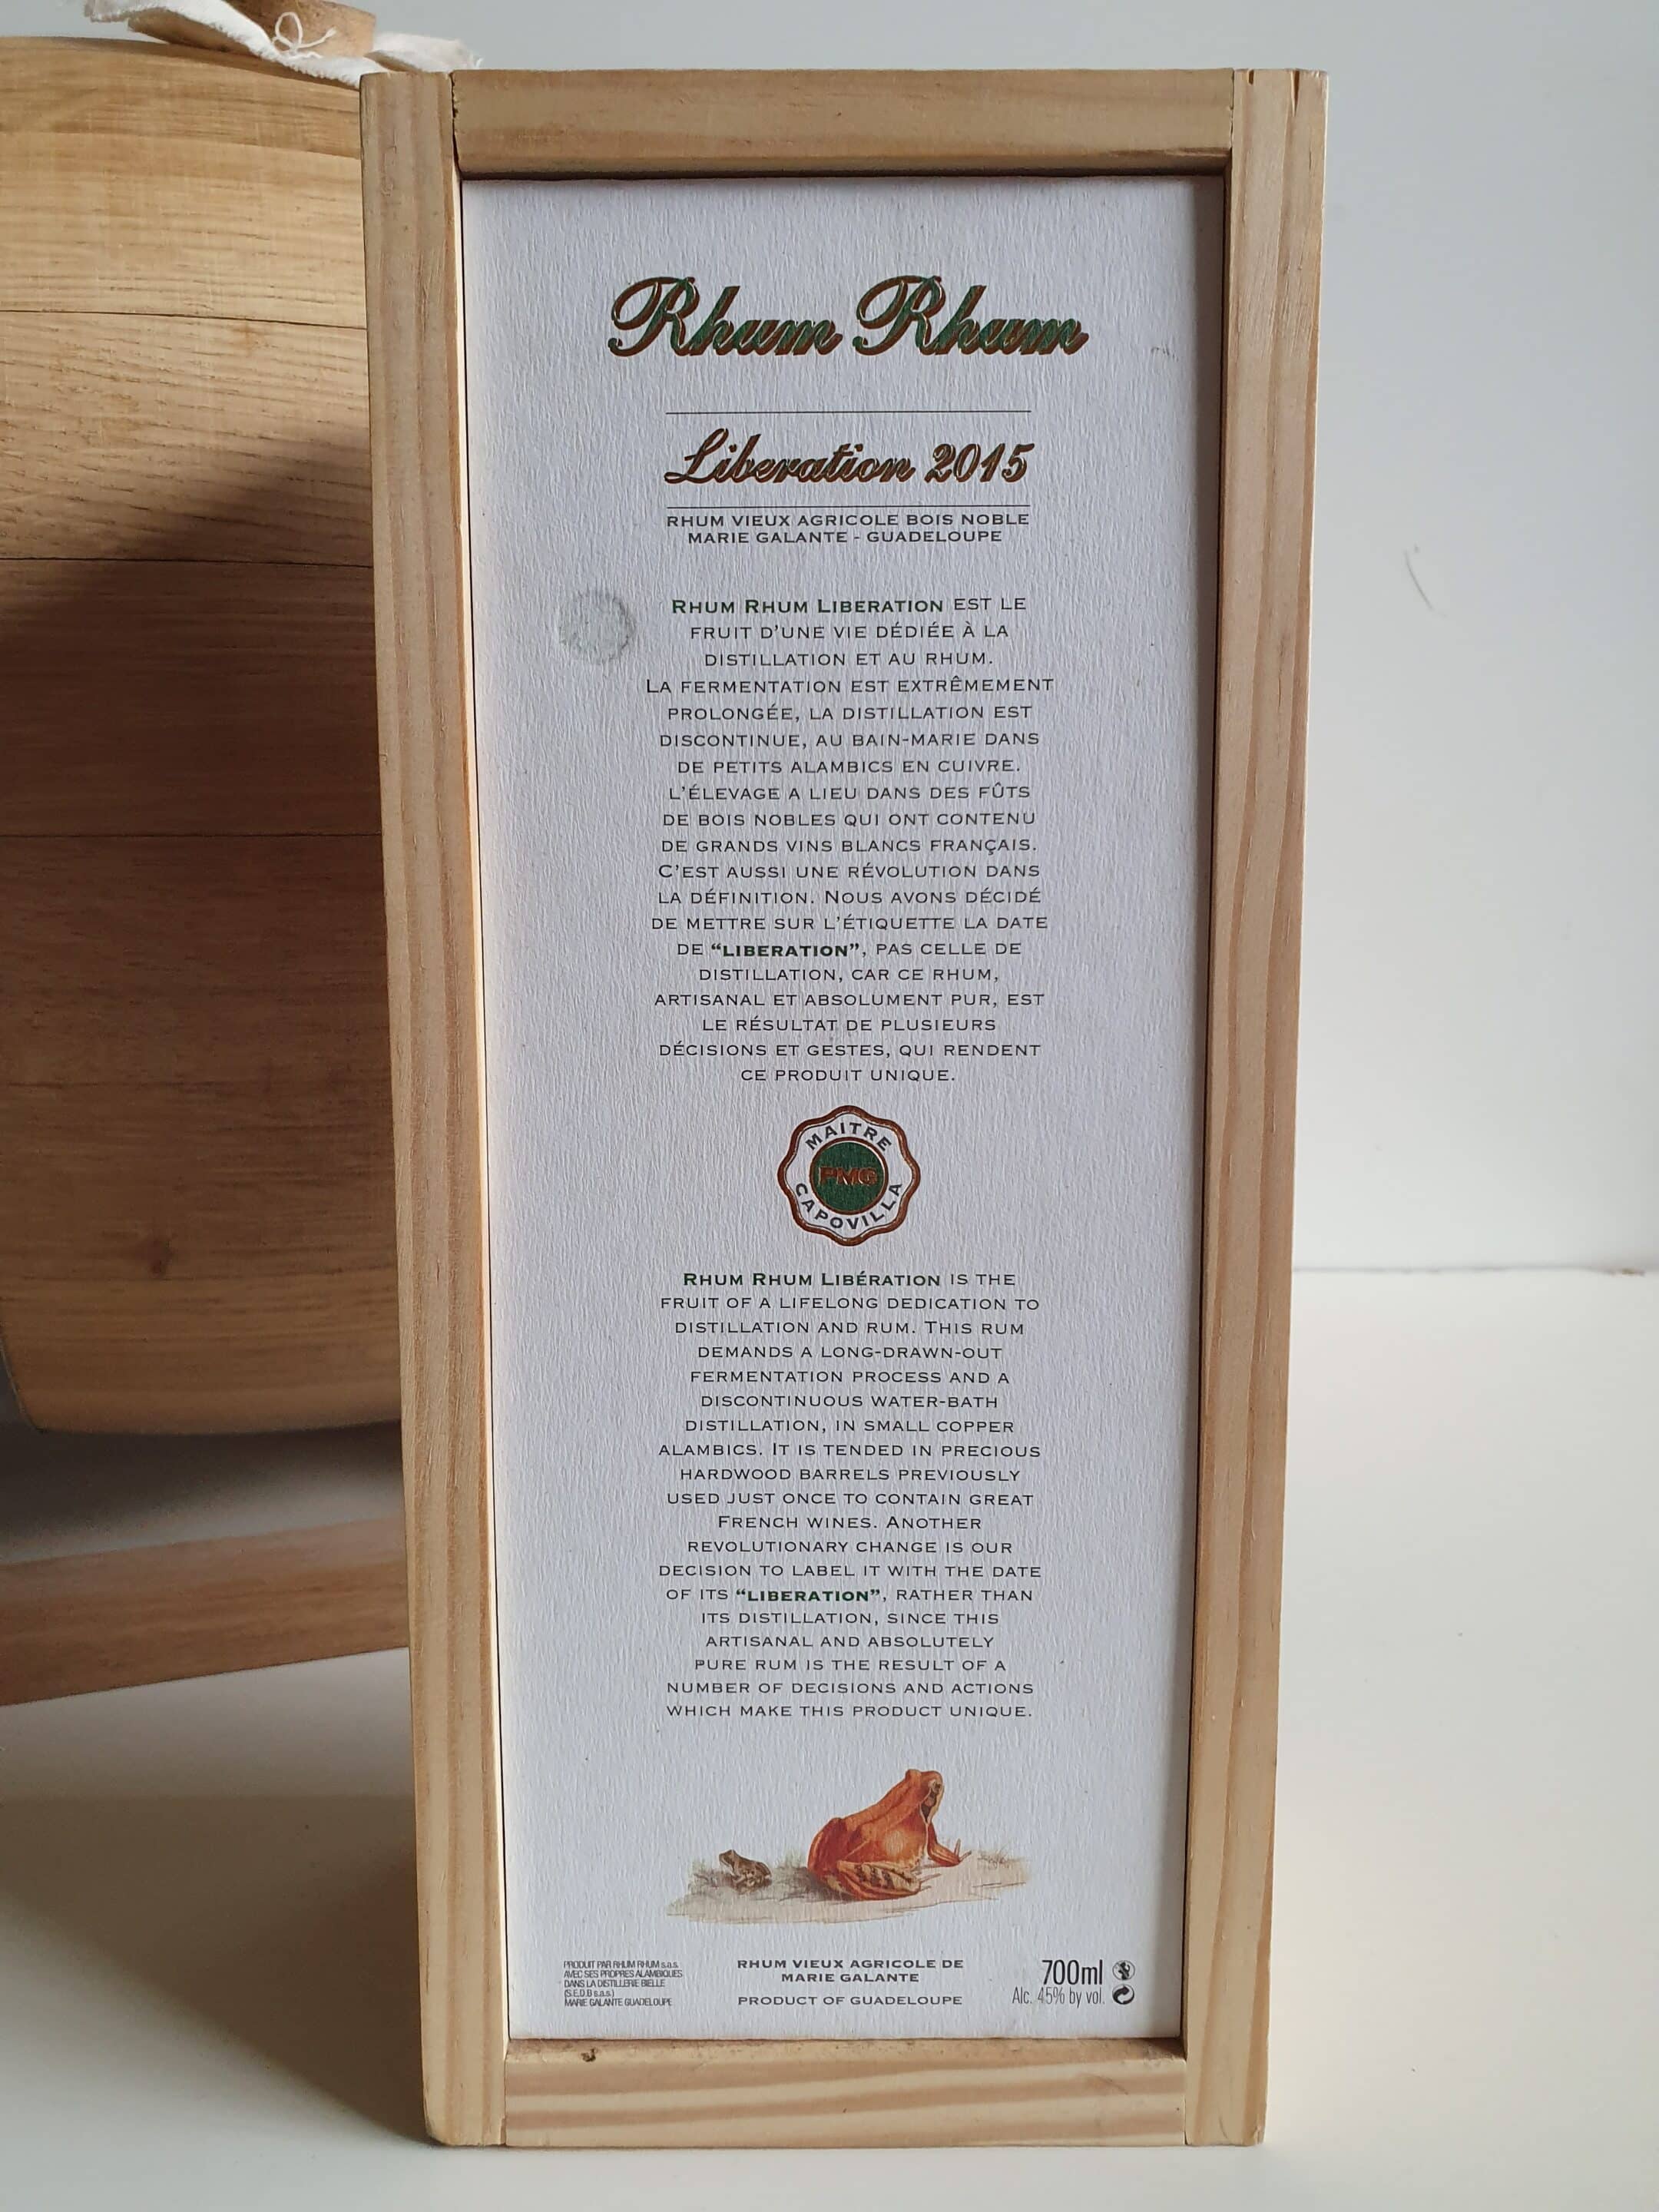 Rhum Rhum
Liberation 2015
RHUM VIEUX AGRICOLE BOIS NOBLE
MARIE GALANTE - GUADELOUPE
RHUM RHUM LIBERATION EST LE
FRUIT D'UNE VIE DÉDIÉE À LA
DISTILLATION ET AU RHUM.
LA FERMENTATION EST EXTRÊMEMENT
PROLONGÉE, LA DISTILLATION EST
DISCONTINUE, AU BAIN-MARIE DANS
DE PETITS ALAMBICS EN CUIVRE.
L'ÉLEVAGE A LIEU DANS DES FÛTS
DE BOIS NOBLES QUI ONT CONTENU
DE GRANDS VINS BLANCS FRANÇAIS.
C'EST AUSSI UNE RÉVOLUTION DANS
LA DÉFINITION. NOUS AVONS DÉCIDÉ
DE METTRE SUR L'ÉTIQUETTE LA DATE
DE “LIBERATION”, PAS CELLE DE
DISTILLATION, CAR CE RHUM,
ARTISANAL ET ABSOLUMENT PUR, EST
LE RÉSULTAT DE PLUSIEURS
DÉCISIONS ET GESTES, QUI RENDENT
CE PRODUIT UNIQUE.
MAITRE
PMG
CAPOVILLA
RHUM RHUM LIBÉRATION IS THE
FRUIT OF A LIFELONG DEDICATION TO
DISTILLATION AND RUM. THIS RUM
DEMANDS A LONG-DRAWN-OUT
FERMENTATION PROCESS AND A
DISCONTINUOUS WATER-BATH
DISTILLATION, IN SMALL COPPER
ALAMBICS. IT IS TENDED IN PRECIOUS
HARDWOOD BARRELS PREVIOUSLY
USED JUST ONCE TO CONTAIN GREAT
FRENCH WINES. ANOTHER
REVOLUTIONARY CHANGE IS OUR
DECISION TO LABEL IT WITH THE DATE
OF ITS “LIBERATION”, RATHER THAN
ITS DISTILLATION, SINCE THIS
ARTISANAL AND ABSOLUTELY
PURE RUM IS THE RESULT OF A
NUMBER OF DECISIONS AND ACTIONS
WHICH MAKE THIS PRODUCT UNIQUE.
PRODUIT PAR RHUM RHUM s.a.s.
AVEC SES PROPRES ALAMBIQUES
DANS LA DISTILLERIE BIELLE
(S.E.D.B s.a.s.)
MARIE GALANTE GUADELOUPE
RHUM VIEUX AGRICOLE DE
MARIE GALANTE
PRODUCT OF GUADELOUPE
700ml
Alc. 45% by vol.